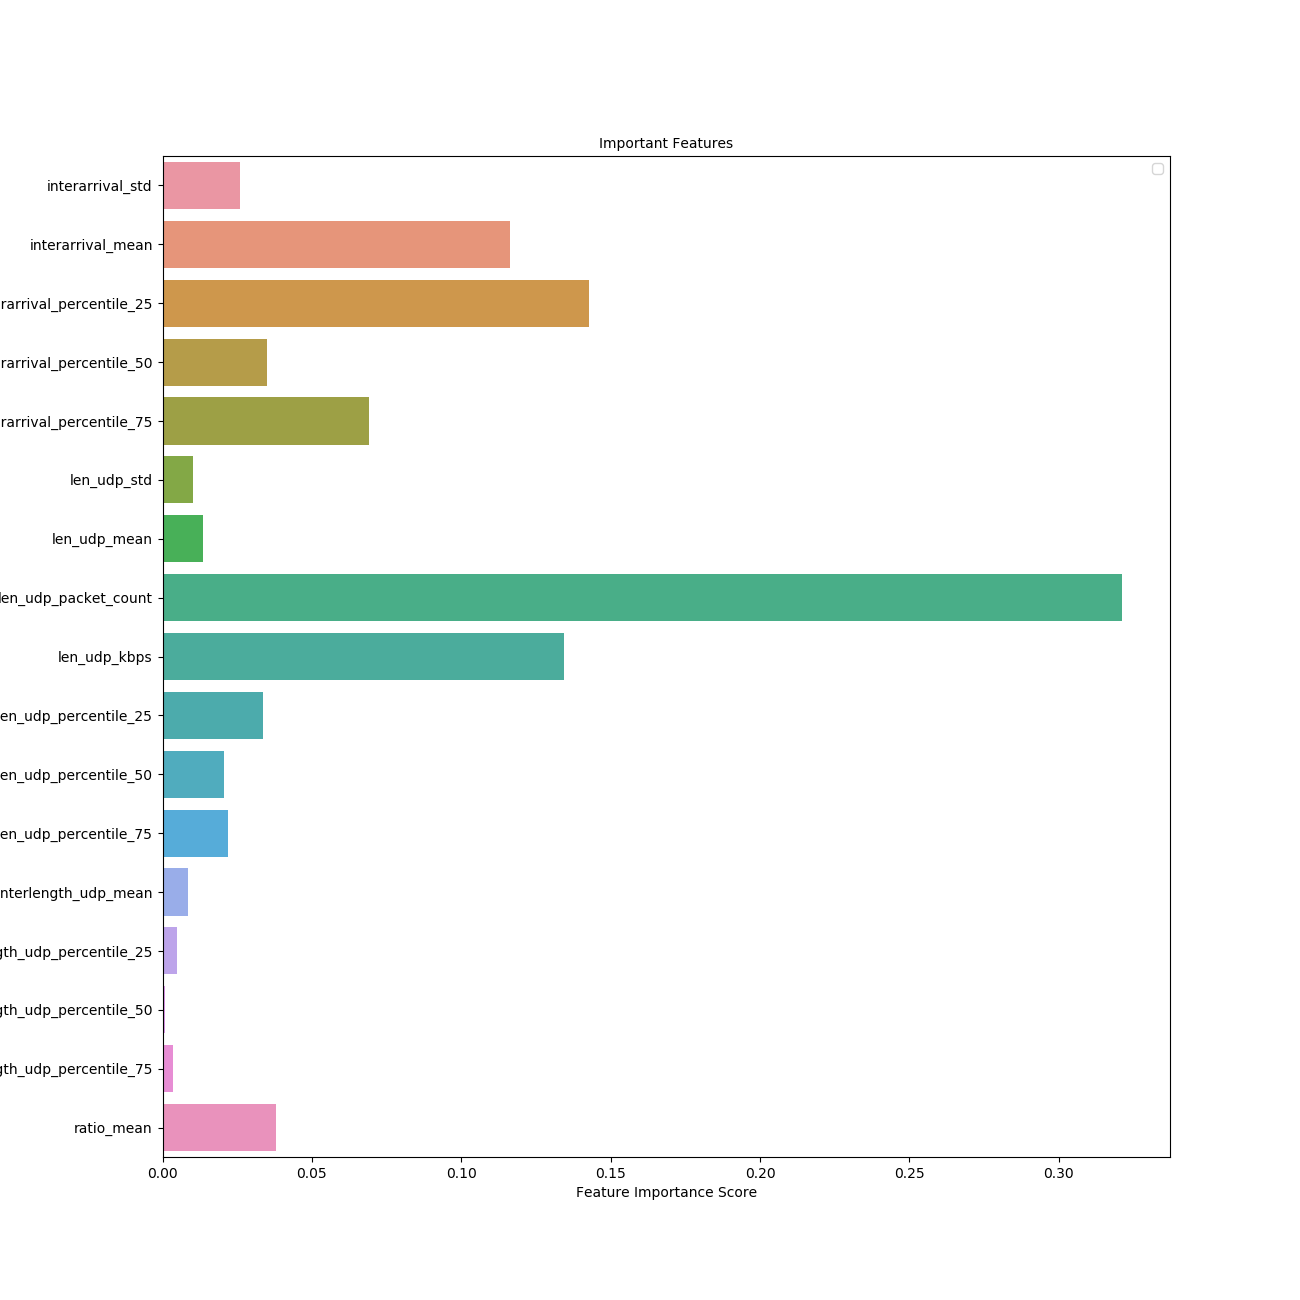 Important Features
interarrival_std
interarrival_mean
rarrival_percentile_25
rarrival_percentile_50
rarrival_percentile_75
len_udp_std
len_udp_mean
len_udp_packet_count
len_udp_kbps
en_udp_percentile_25
en_udp_percentile_50
en_udp_percentile_75
nterlength_udp_mean
gth_udp_percentile_25
gth_udp_percentile_50
gth_udp_percentile_75
ratio_mean
0.00 0.05 0.10 0.15 0.20 0.25 0.30
Feature Importance Score